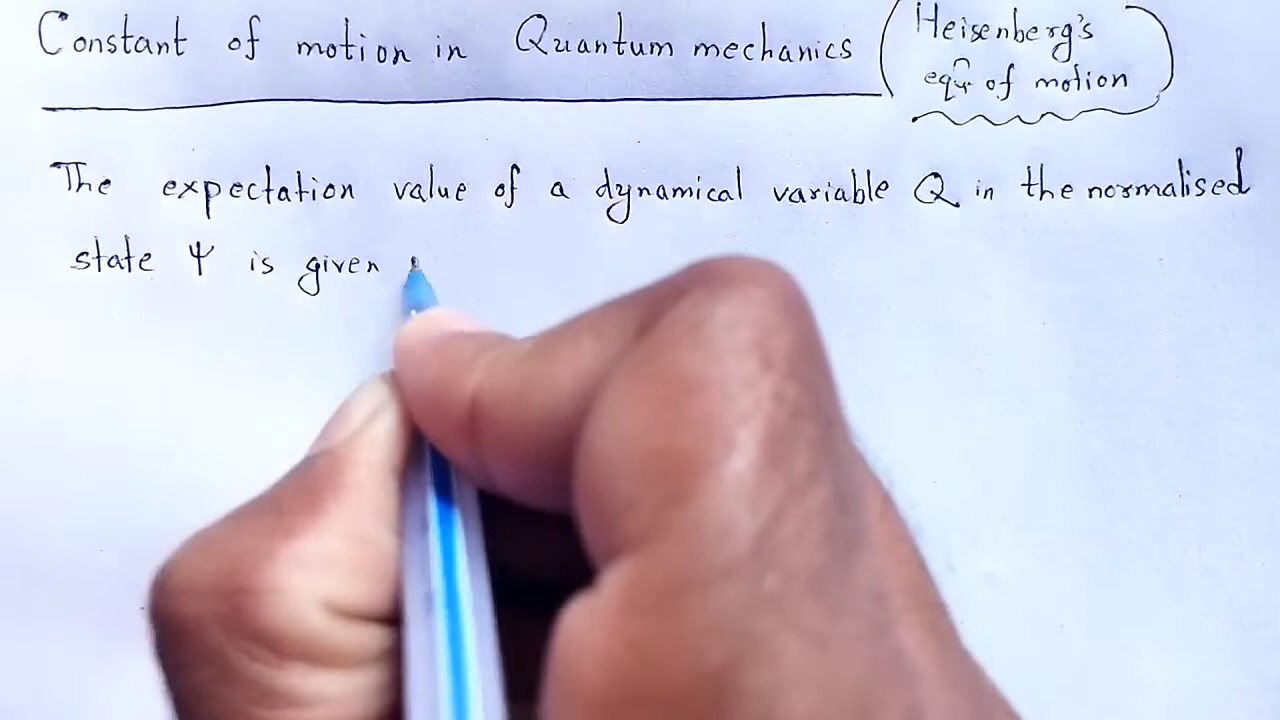 Constant of motion in Quantum mechanics (Heisenberg's eqn of motion)
The expectation value of a dynamical variable Q in the normalised
state Ψ is given